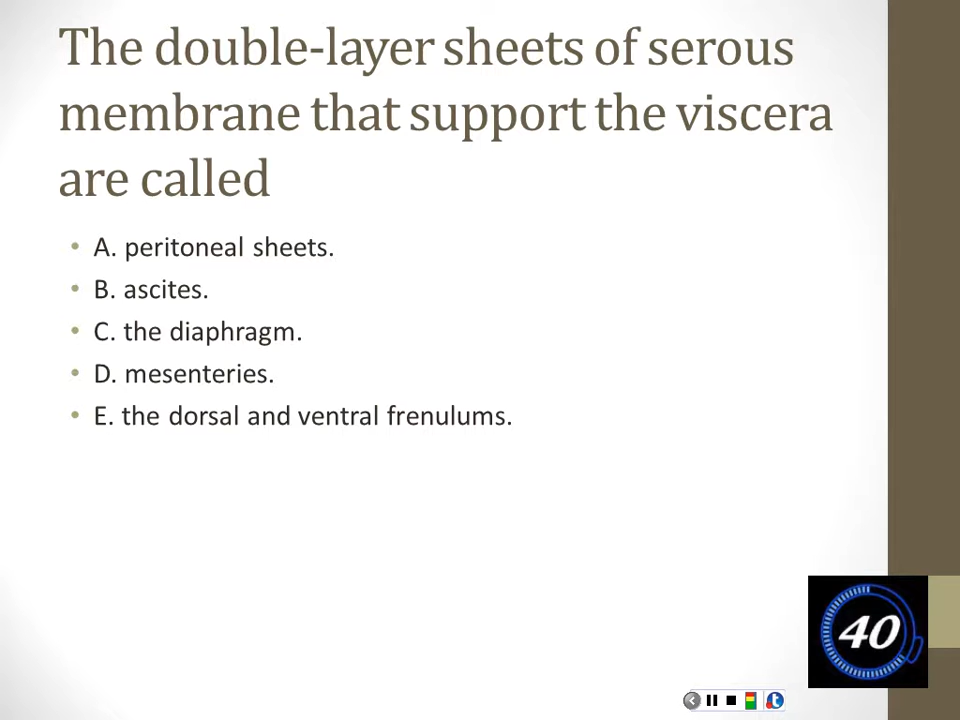 The double-layer sheets of serous
membrane that support the viscera
are called
• A. peritoneal sheets.
• B. ascites.
• C. the diaphragm.
• D. mesenteries.
• E. the dorsal and ventral frenulums.
40